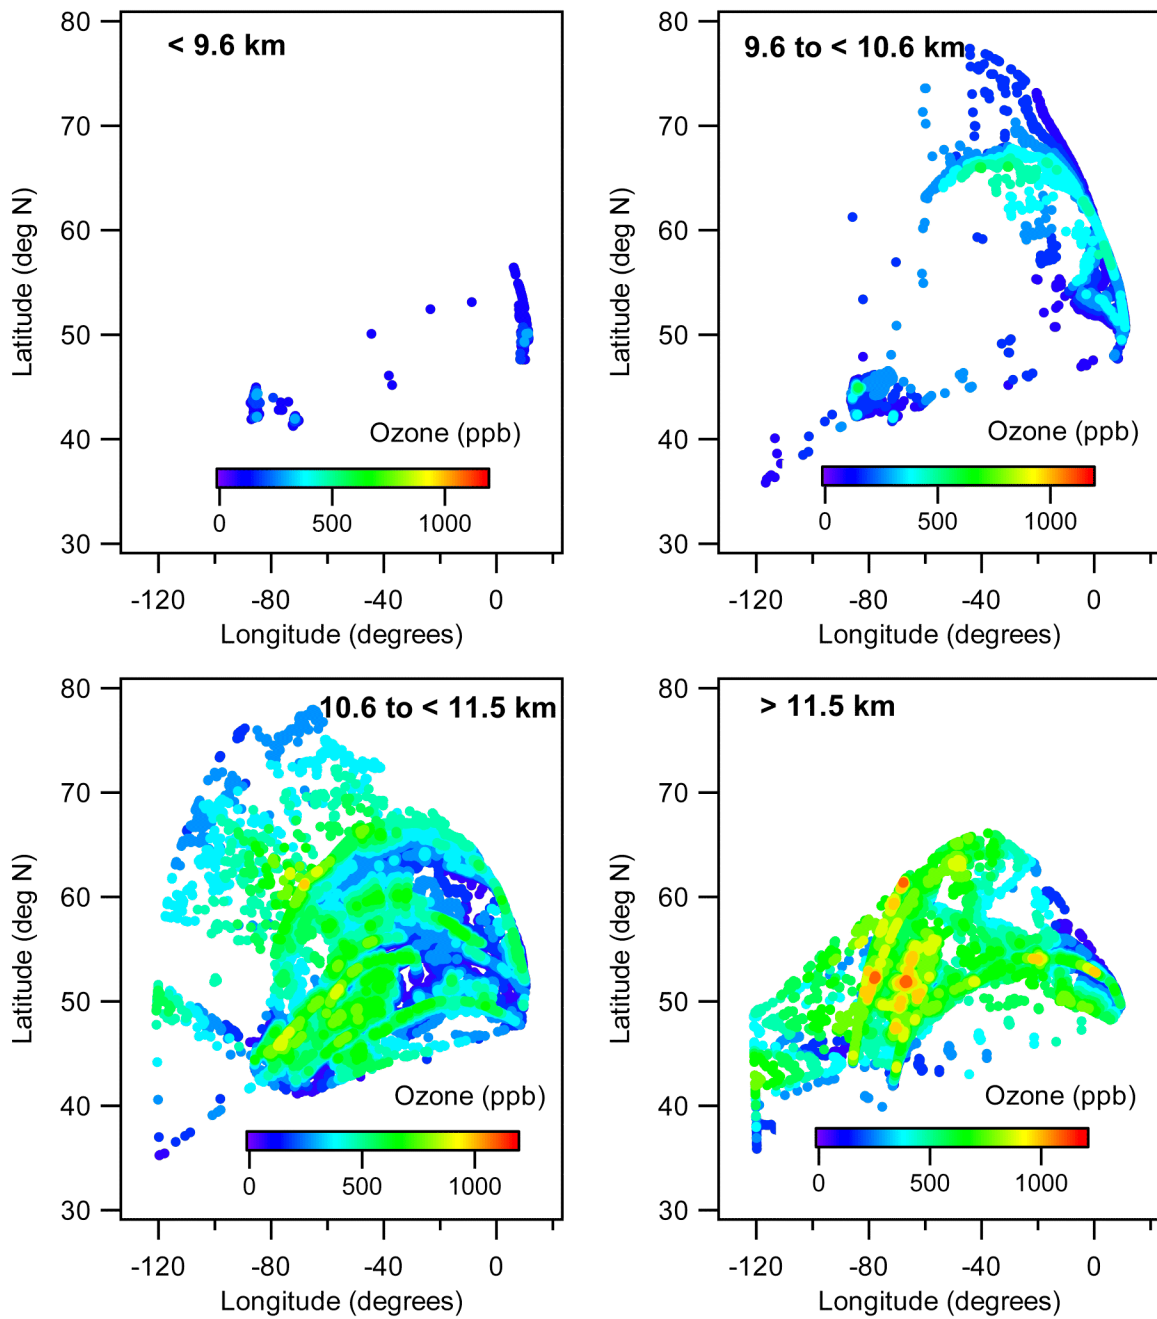 80
70
60
50
40
30
Latitude (deg N)
< 9.6 km
Ozone (ppb)
0 500 1000
-120 -80 -40 0
Longitude (degrees)
80
70
60
50
40
30
Latitude (deg N)
9.6 to < 10.6 km
Ozone (ppb)
0 500 1000
-120 -80 -40 0
Longitude (degrees)
80
70
60
50
40
30
Latitude (deg N)
10.6 to < 11.5 km
Ozone (ppb)
0 500 1000
-120 -80 -40 0
Longitude (degrees)
80
70
60
50
40
30
Latitude (deg N)
> 11.5 km
Ozone (ppb)
0 500 1000
-120 -80 -40 0
Longitude (degrees)